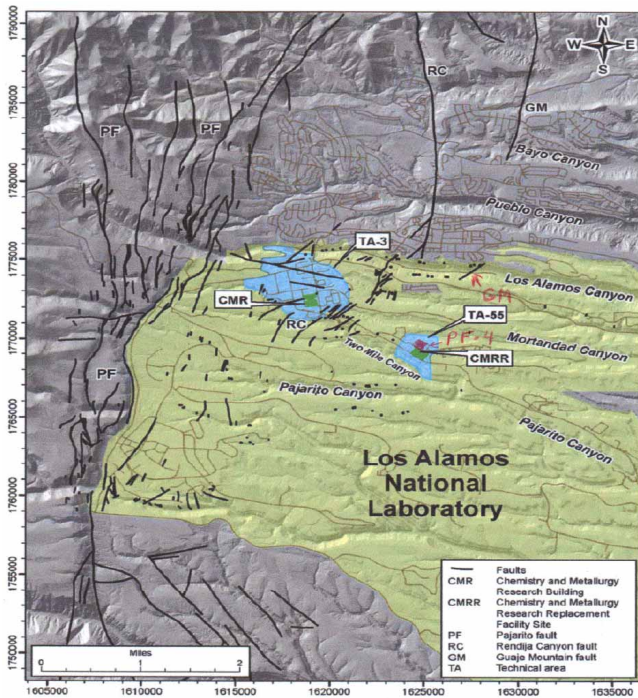 1790000
1785000
1780000
1775000
1770000
1765000
1760000
1755000
1750000
N
W E
S
RC
GM
PF
PF
Bayo Canyon
Pueblo Canyon
TA-3
Los Alamos Canyon
GM
CMR
TA-55
RC
PF-4
Mortandad Canyon
CMRR
Two-Mile Canyon
PF
Pajarito Canyon
Pajarito Canyon
Los Alamos
National
Laboratory
Faults
CMR Chemistry and Metallurgy
Research Building
CMRR Chemistry and Metallurgy
Research Replacement
Facility Site
PF Pajarito fault
RC Rendija Canyon fault
GM Guaje Mountain fault
TA Technical area
Miles
0 1 2
1605000 1610000 1615000 1620000 1625000 1630000 1635000